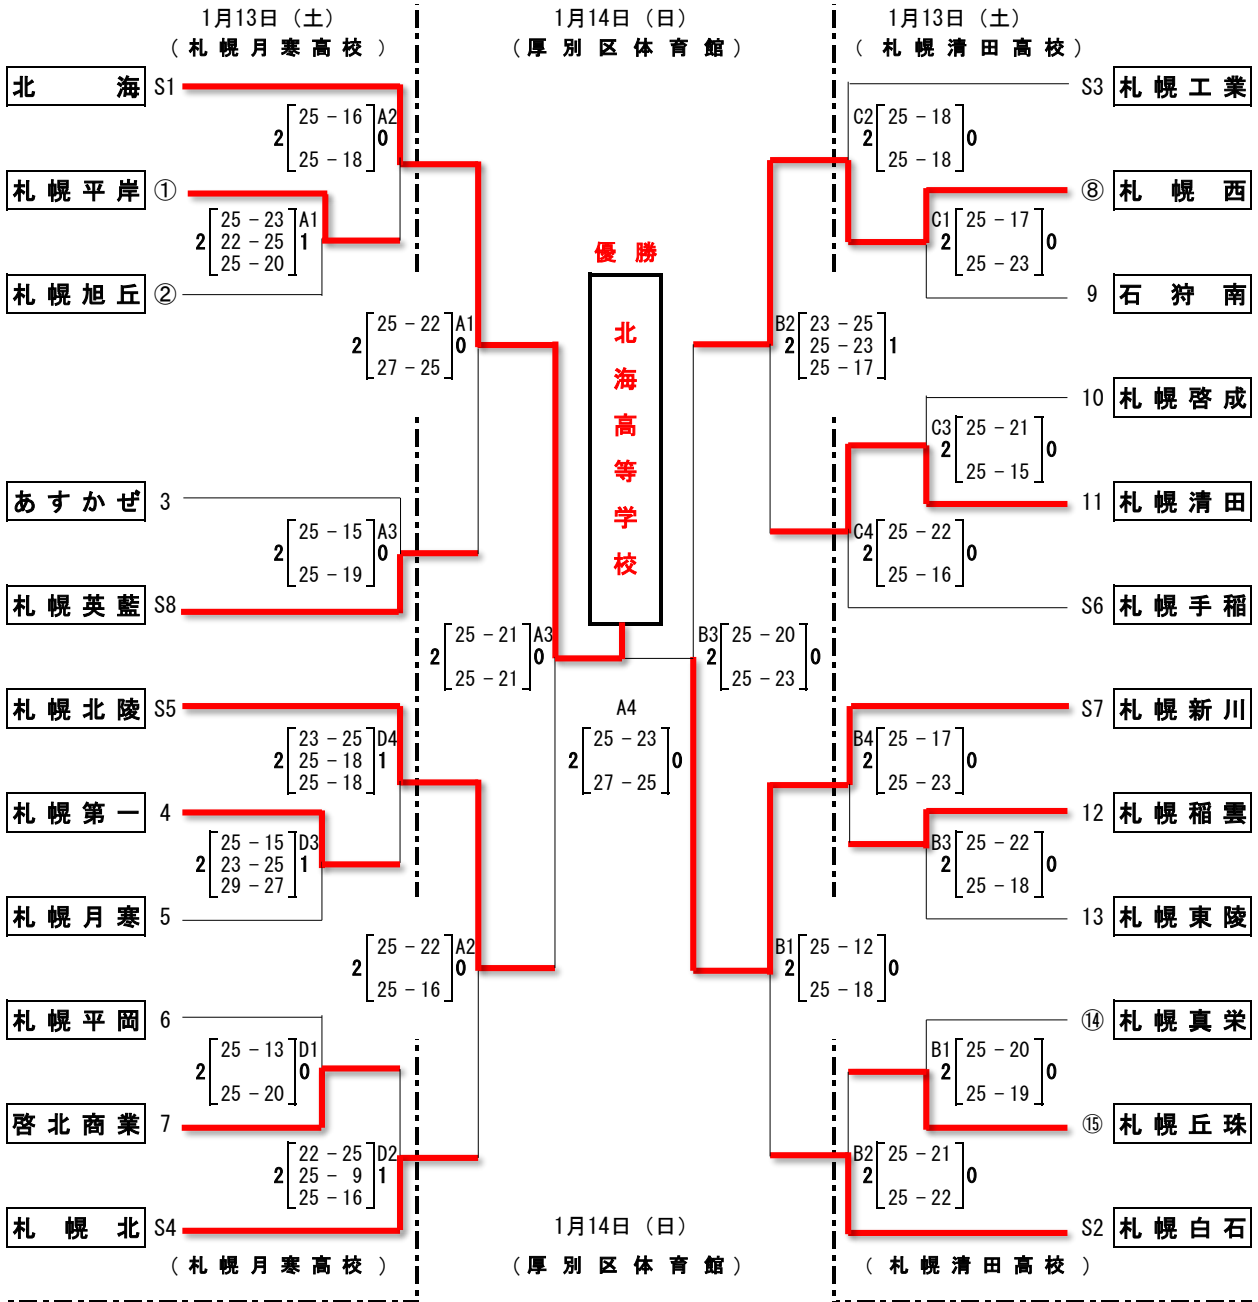 1月13日（土）
（札幌月寒高校）
1月14日（日）
（厚別区体育館）
1月13日（土）
（札幌清田高校）
北海 S1
25－16
25－18
2 0 A2
札幌平岸 ①
25－23
22－25
25－20
2 1 A1
札幌旭丘 ②
25－22
27－25
2 0 A1
あすかぜ 3
25－15
25－19
2 0 A3
札幌英藍 S8
25－21
25－21
2 0 A3
札幌北陵 S5
23－25
25－18
25－18
2 1 D4
札幌第一 4
25－15
23－25
29－27
2 1 D3
札幌月寒 5
25－22
25－16
2 0 A2
札幌平岡 6
25－13
25－20
2 0 D1
啓北商業 7
22－25
25－ 9
25－16
2 1 D2
札幌北 S4
（札幌月寒高校）
優勝
北海高等学校
A4
25－23
27－25
2 0
1月14日（日）
（厚別区体育館）
S3 札幌工業
C2
25－18
25－18
2 0
⑧ 札幌西
C1
25－17
25－23
2 0
9 石狩南
B2
23－25
25－23
25－17
2 1
10 札幌啓成
C3
25－21
25－15
2 0
11 札幌清田
C4
25－22
25－16
2 0
S6 札幌手稲
B3
25－20
25－23
2 0
S7 札幌新川
B4
25－17
25－23
2 0
12 札幌稲雲
B3
25－22
25－18
2 0
13 札幌東陵
B1
25－12
25－18
2 0
⑭ 札幌真栄
B1
25－20
25－19
2 0
⑮ 札幌丘珠
B2
25－21
25－22
2 0
S2 札幌白石
（札幌清田高校）